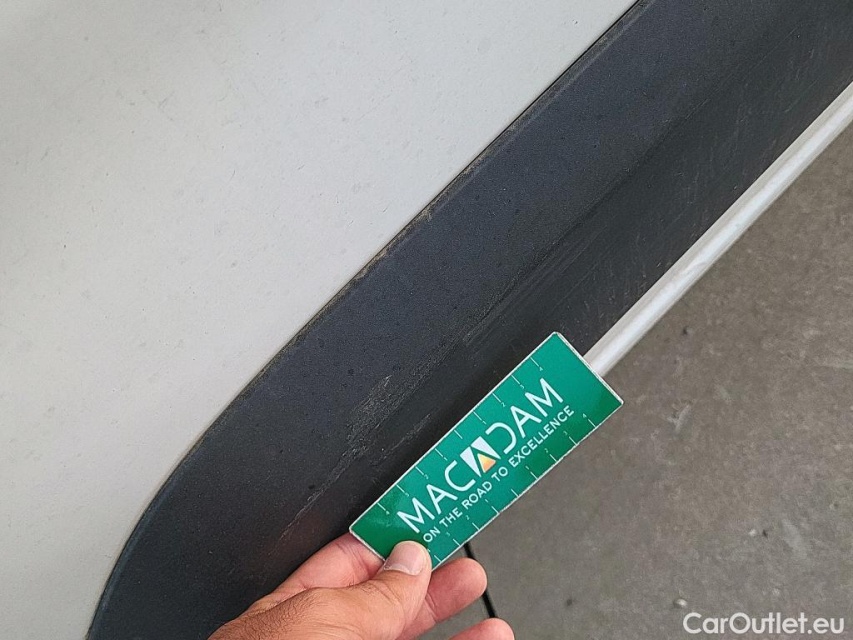 MACADAM
ON THE ROAD TO EXCELLENCE
CarOutlet.eu